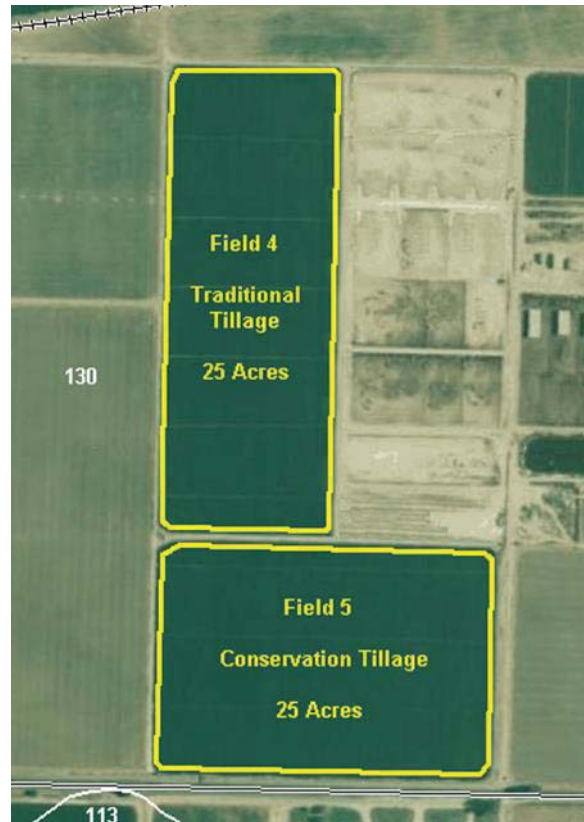 Field 4
Traditional
Tillage
25 Acres
130
Field 5
Conservation Tillage
25 Acres
113